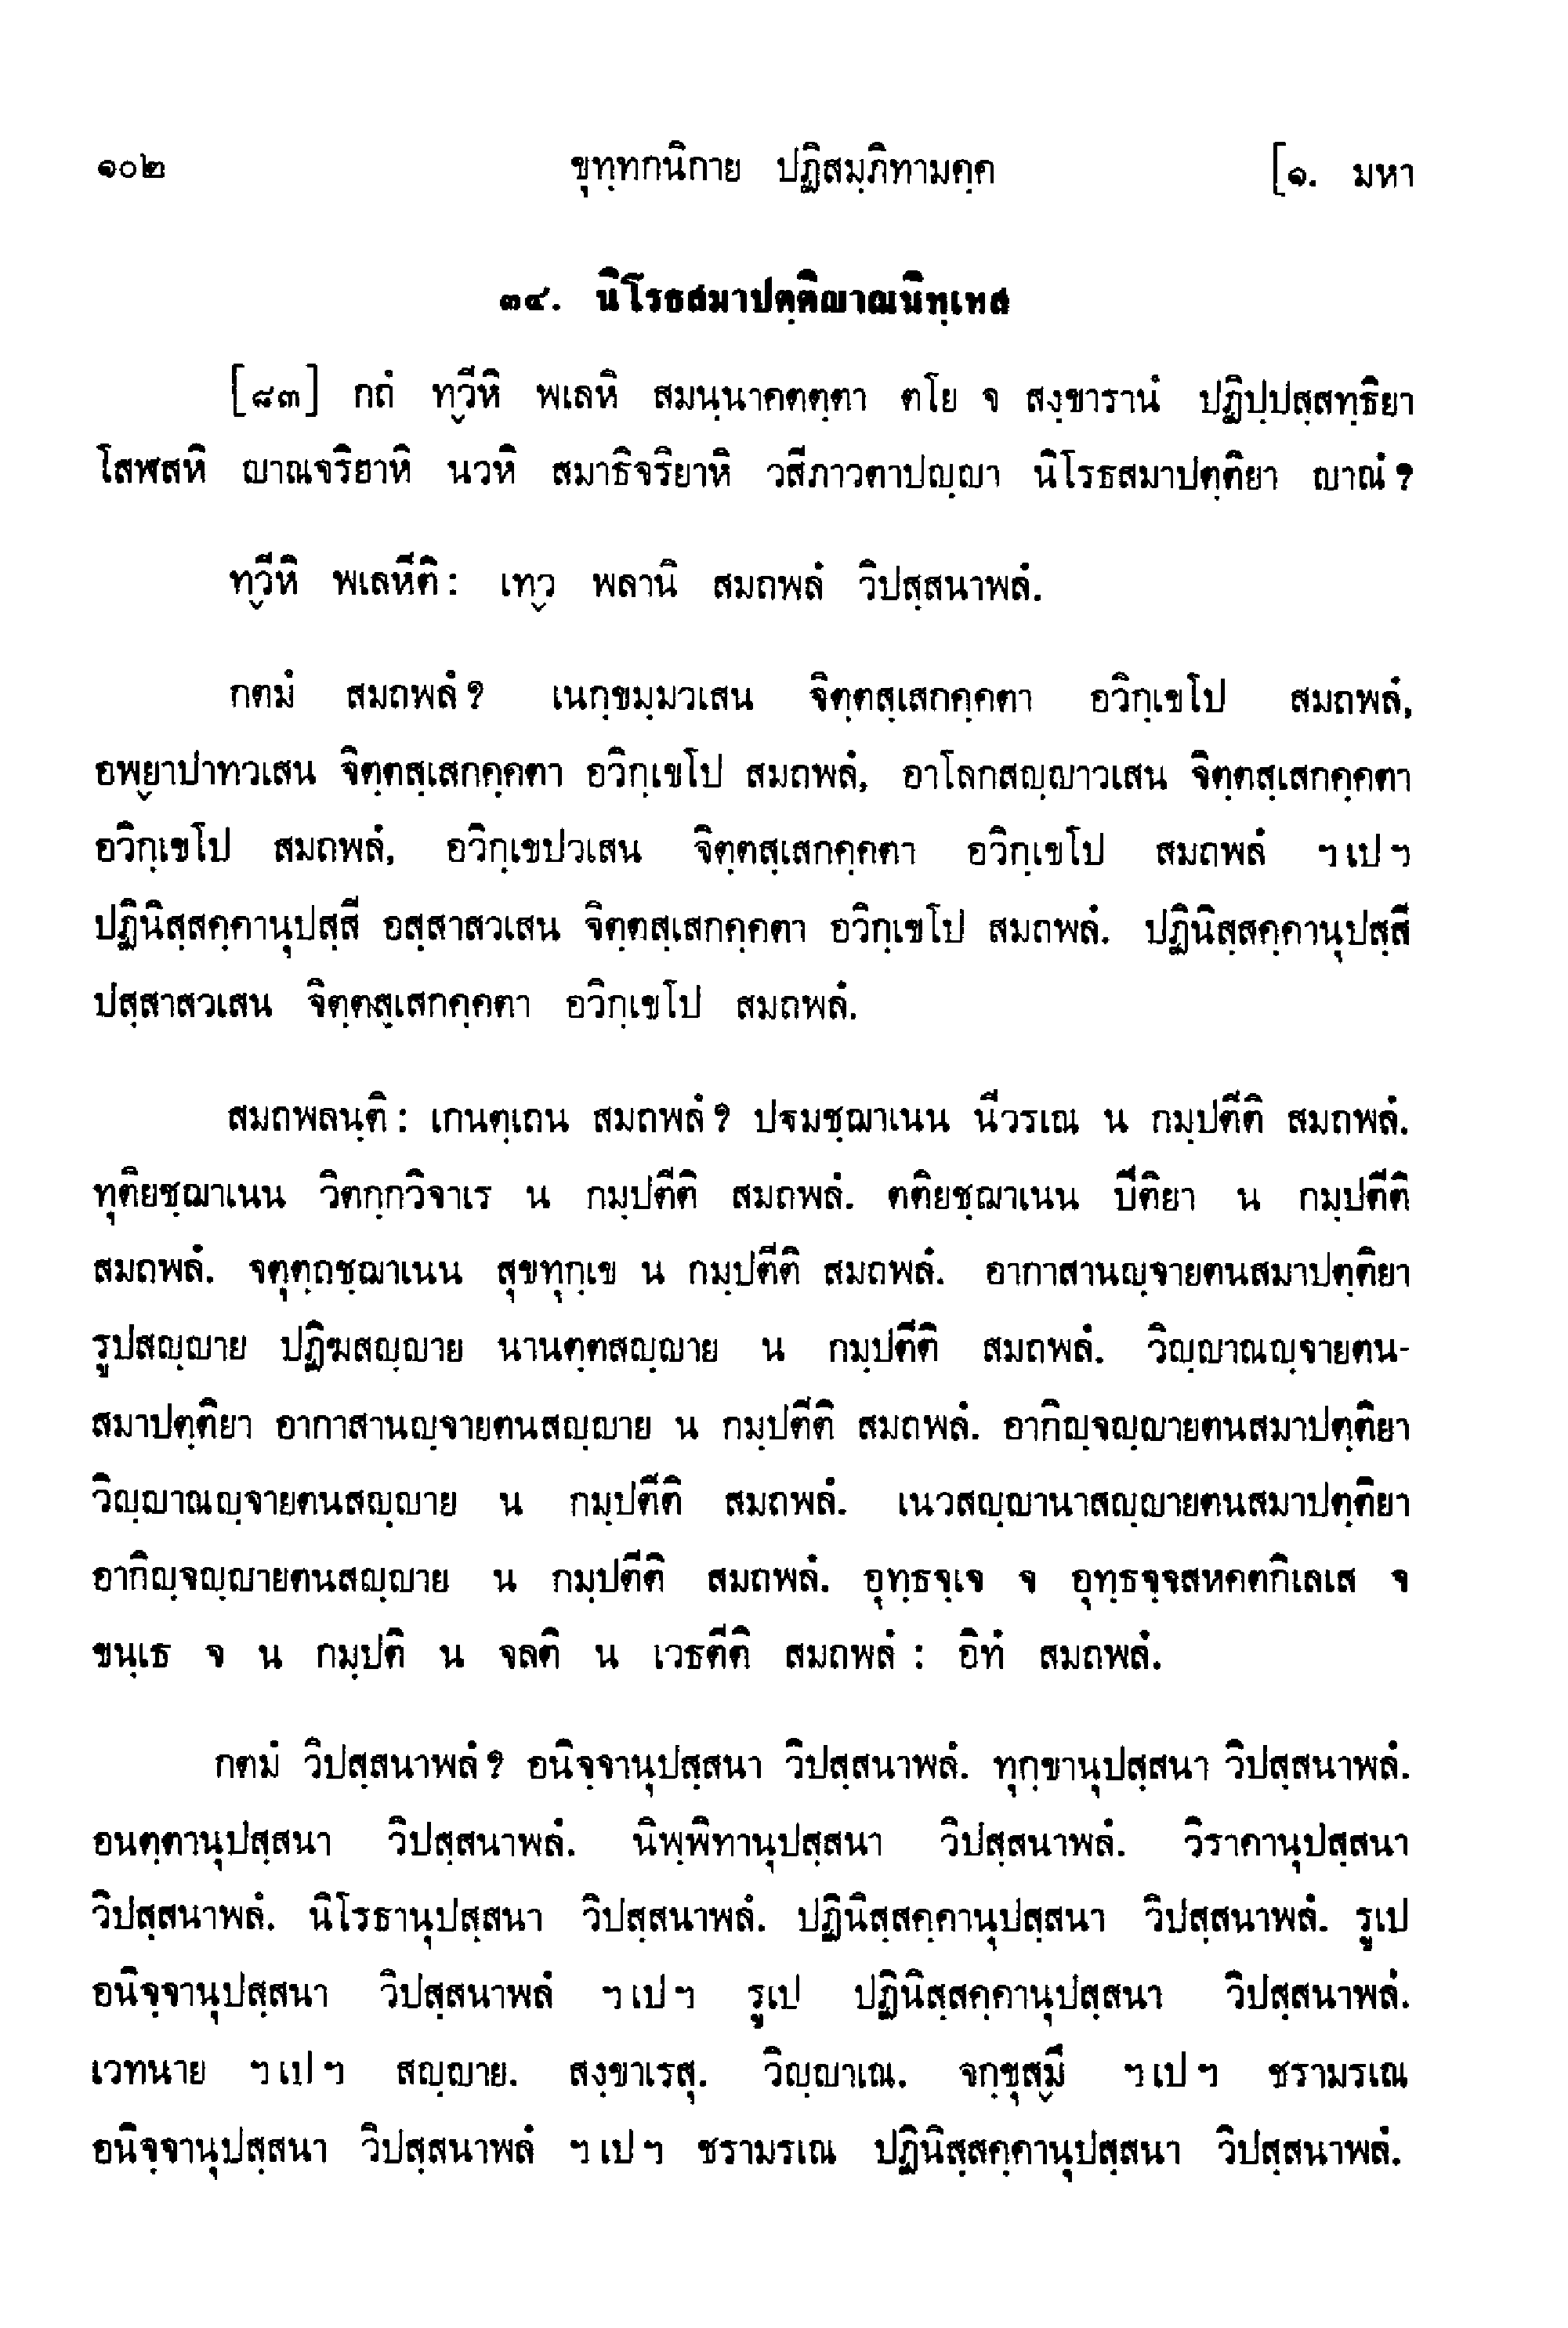 ๑๐๒ ขุทฺทกนิกาย ปฏิสมฺภิทามคฺค [๑. มหา
๓๔. นิโรธสมาปตฺติญาณนิทฺเทส
[๘๓] กถํ ทฺวีหิ พเลหิ สมนฺนาคตตฺตา ตโย จ สงฺขารานํ ปฏิปฺปสฺสทฺธิยา
โสฬสหิ ญาณจริยาหิ นวหิ สมาธิจริยาหิ วสีภาวตาปญฺญา นิโรธสมาปตฺติยา ญาณํ ?
ทฺวีหิ พเลหีติ : เทฺว พลานิ สมถพลํ วิปสฺสนาพลํ.
กตมํ สมถพลํ ? เนกฺขมฺมวเสน จิตฺตสฺเสกคฺคตา อวิกฺเขโป สมถพลํ,
อพฺยาปาทวเสน จิตฺตสฺเสกคฺคตา อวิกฺเขโป สมถพลํ, อาโลกสญฺญาวเสน จิตฺตสฺเสกคฺคตา
อวิกฺเขโป สมถพลํ, อวิกฺเขปวเสน จิตฺตสฺเสกคฺคตา อวิกฺเขโป สมถพลํ ฯ เป ฯ
ปฏินิสฺสคฺคานุปสฺสี อสฺสาสวเสน จิตฺตสฺเสกคฺคตา อวิกฺเขโป สมถพลํ. ปฏินิสฺสคฺคานุปสฺสี
ปสฺสาสวเสน จิตฺตสฺเสกคฺคตา อวิกฺเขโป สมถพลํ.
สมถพลนฺติ : เกนตฺเถน สมถพลํ ? ปฐมชฺฌาเนน นีวรเณ น กมฺปตีติ สมถพลํ.
ทุติยชฺฌาเนน วิตกฺกวิจาเร น กมฺปตีติ สมถพลํ. ตติยชฺฌาเนน ปีติยา น กมฺปตีติ
สมถพลํ. จตุตฺถชฺฌาเนน สุขทุกฺเข น กมฺปตีติ สมถพลํ. อากาสานญฺจายตนสมาปตฺติยา
รูปสญฺญาย ปฏิฆสญฺญาย นานตฺตสญฺญาย น กมฺปตีติ สมถพลํ. วิญฺญาณญฺจายตน-
สมาปตฺติยา อากาสานญฺจายตนสญฺญาย น กมฺปตีติ สมถพลํ. อากิญฺจญฺญายตนสมาปตฺติยา
วิญฺญาณญฺจายตนสญฺญาย น กมฺปตีติ สมถพลํ. เนวสญฺญานาสญฺญายตนสมาปตฺติยา
อากิญฺจญฺญายตนสญฺญาย น กมฺปตีติ สมถพลํ. อุทฺธจฺเจ จ อุทฺธจฺจสหคตกิเลเส จ
ขนฺเธ จ น กมฺปติ น จลติ น เวธตีติ สมถพลํ : อิทํ สมถพลํ.
กตมํ วิปสฺสนาพลํ ? อนิจฺจานุปสฺสนา วิปสฺสนาพลํ. ทุกฺขานุปสฺสนา วิปสฺสนาพลํ.
อนตฺตานุปสฺสนา วิปสฺสนาพลํ. นิพฺพิทานุปสฺสนา วิปสฺสนาพลํ. วิราคานุปสฺสนา
วิปสฺสนาพลํ. นิโรธานุปสฺสนา วิปสฺสนาพลํ. ปฏินิสฺสคฺคานุปสฺสนา วิปสฺสนาพลํ. รูเป
อนิจฺจานุปสฺสนา วิปสฺสนาพลํ ฯ เป ฯ รูเป ปฏินิสฺสคฺคานุปสฺสนา วิปสฺสนาพลํ.
เวทนาย ฯ เป ฯ สญฺญาย. สงฺขาเรสุ. วิญฺญาเณ. จกฺขุสฺมึ ฯ เป ฯ ชรามรเณ
อนิจฺจานุปสฺสนา วิปสฺสนาพลํ ฯ เป ฯ ชรามรเณ ปฏินิสฺสคฺคานุปสฺสนา วิปสฺสนาพลํ.